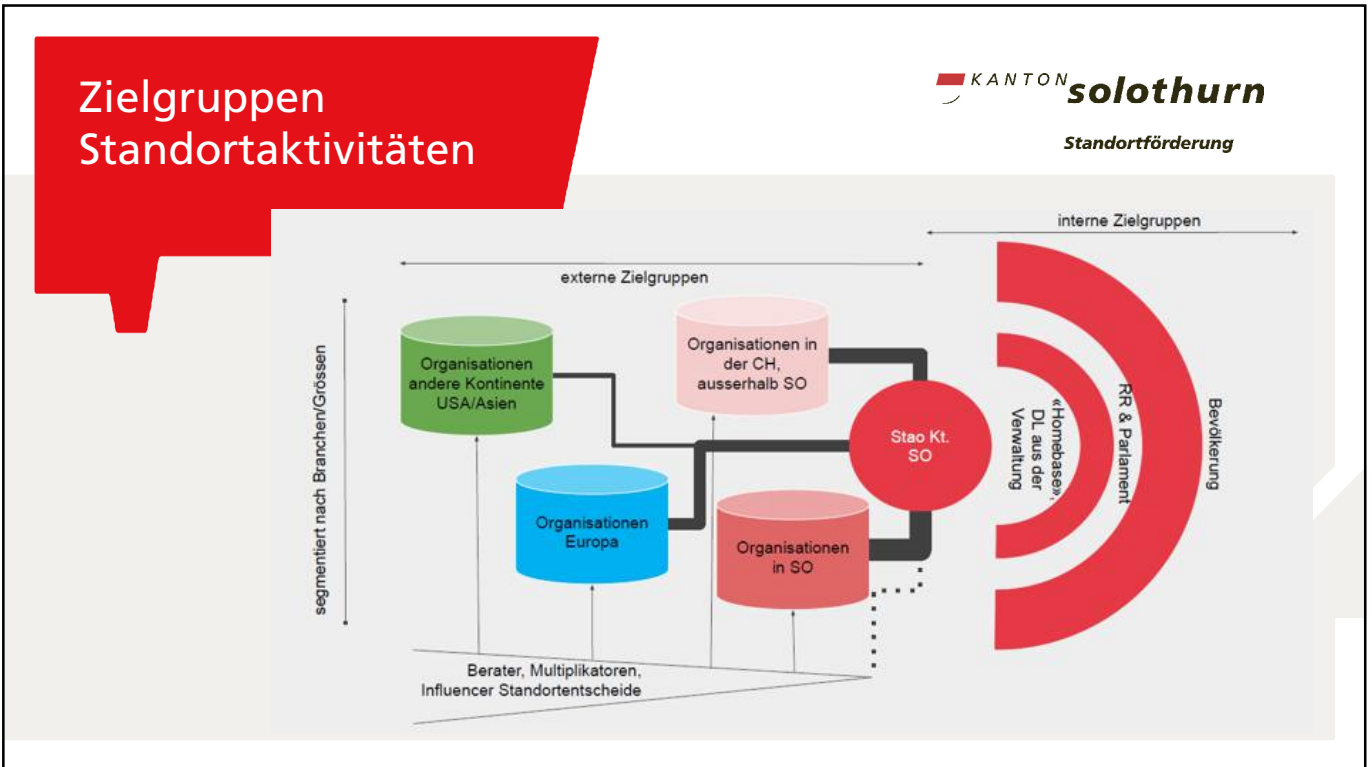 Zielgruppen
Standortaktivitäten
KANTON solothurn
Standortförderung
interne Zielgruppen
externe Zielgruppen
segmentiert nach Branchen/Grössen
Organisationen
andere Kontinente
USA/Asien
Organisationen in
der CH,
ausserhalb SO
Organisationen
Europa
Organisationen
in SO
Stao Kt.
SO
«Homebase»,
DL aus der
Verwaltung
RR & Parlament
Bevölkerung
Berater, Multiplikatoren,
Influencer Standortentscheide